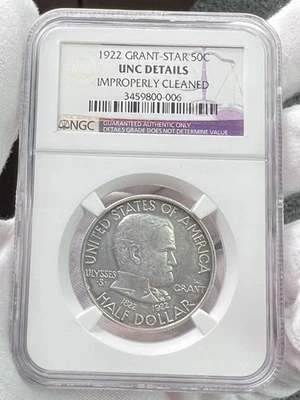 1922 GRANT-STAR 50C
UNC DETAILS
IMPROPERLY CLEANED
3459800-006
NGC
GUARANTEED AUTHENTIC ONLY
DETAILS GRADE DOES NOT DETERMINE VALUE
UNITED STATES OF AMERICA
ULYSSES
S·
GRANT
1822 1922
HALF DOLLAR